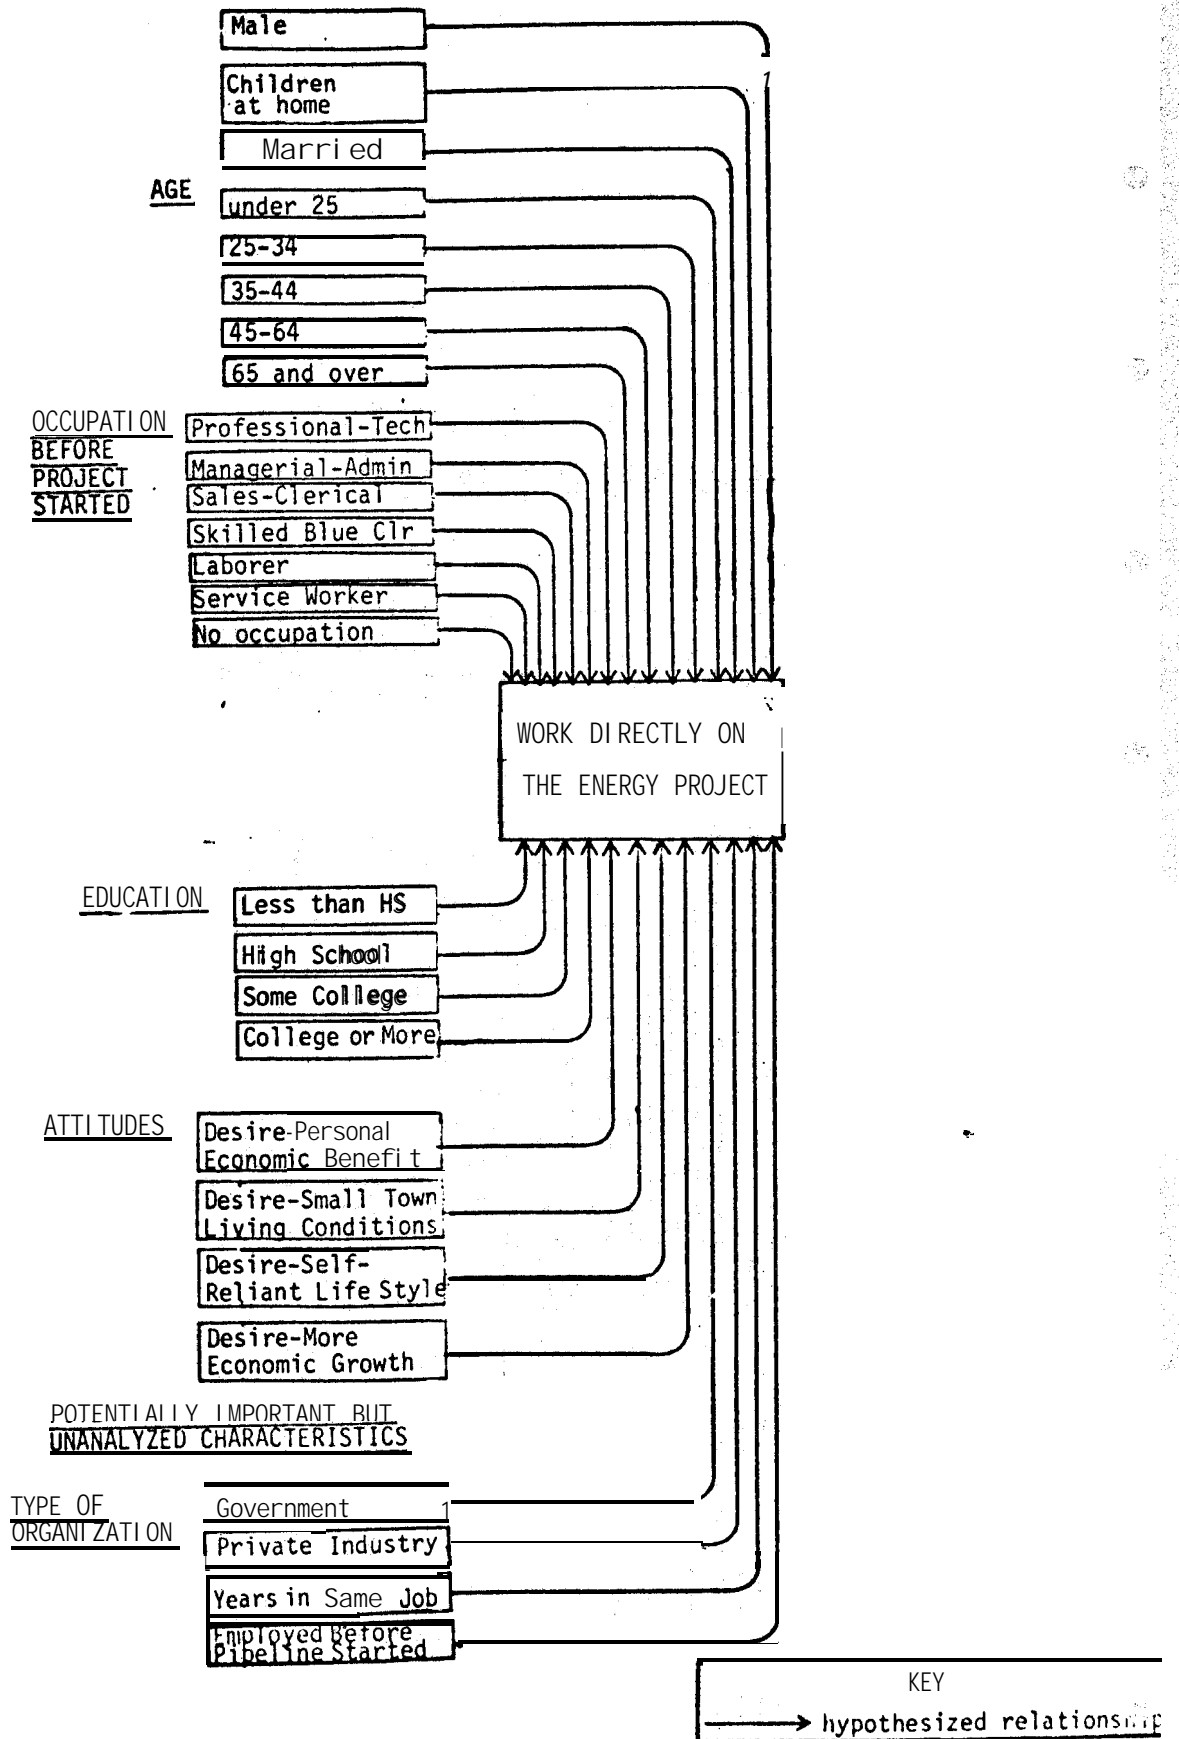 Male
Children
at home
Married
AGE
under 25
25-34
35-44
45-64
65 and over
OCCUPATION
BEFORE
PROJECT
STARTED
Professional-Tech
Managerial-Admin
Sales-Clerical
Skilled Blue Clr
Laborer
Service Worker
No occupation
WORK DIRECTLY ON
THE ENERGY PROJECT
EDUCATION
Less than HS
High School
Some College
College or More
ATTITUDES
Desire-Personal
Economic Benefit
Desire-Small Town
Living Conditions
Desire-Self-
Reliant Life Style
Desire-More
Economic Growth
POTENTIALLY IMPORTANT BUT
UNANALYZED CHARACTERISTICS
TYPE OF
ORGANIZATION
Government
Private Industry
Years in Same Job
Employed Before
Pipeline Started
KEY
hypothesized relationship